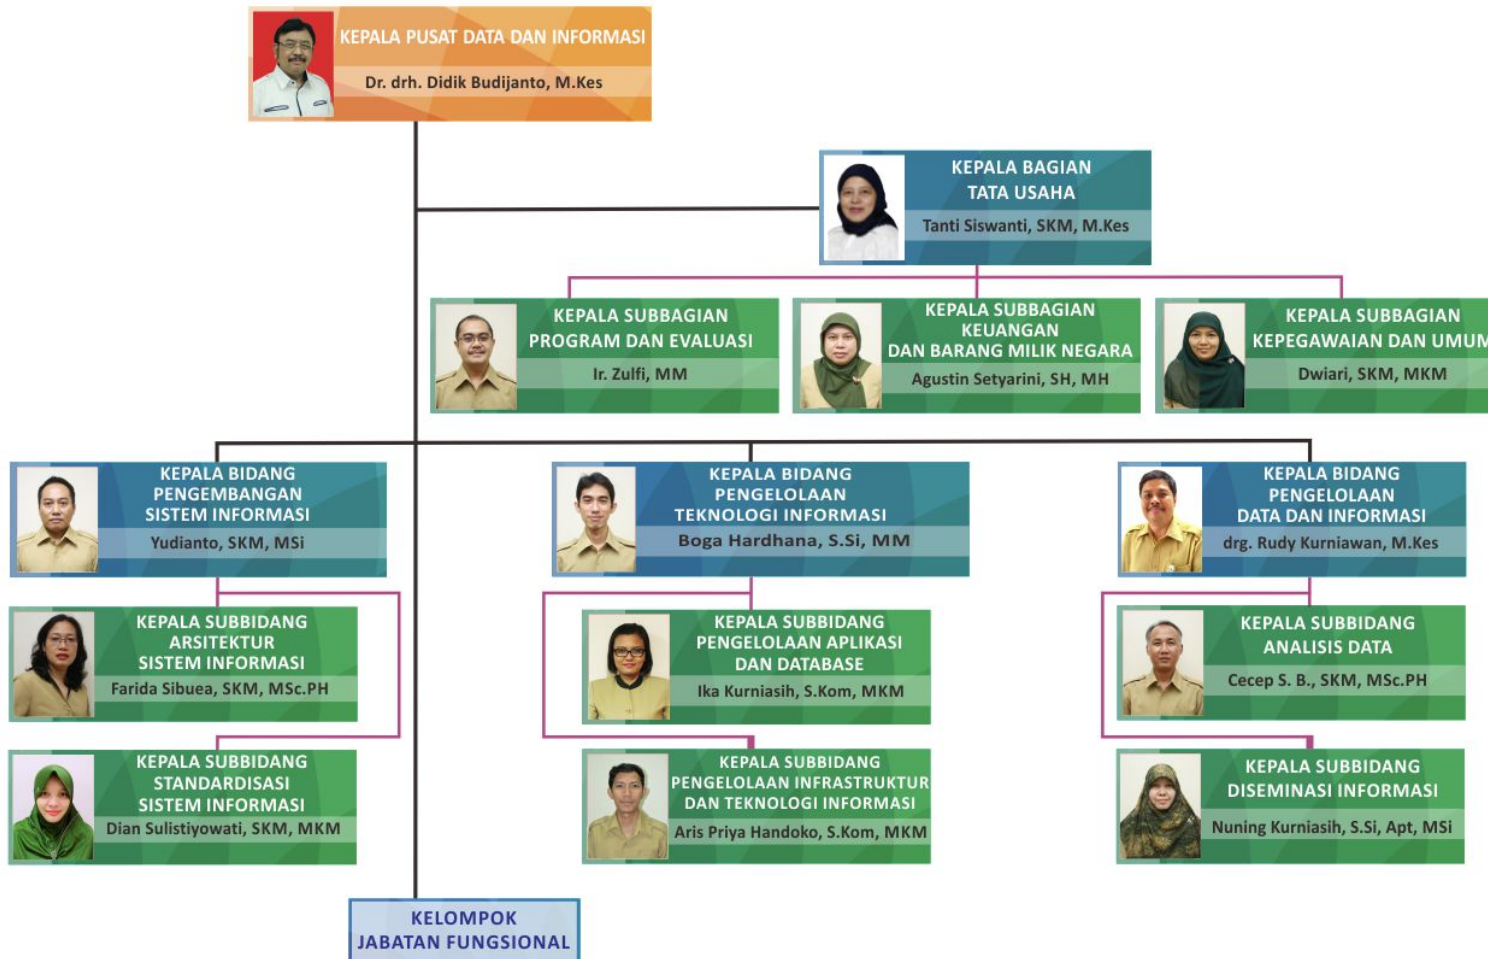 KEPALA PUSAT DATA DAN INFORMASI
Dr. drh. Didik Budijanto, M.Kes
KEPALA BAGIAN
TATA USAHA
Tanti Siswanti, SKM, M.Kes
KEPALA SUBBAGIAN
PROGRAM DAN EVALUASI
Ir. Zulfi, MM
KEPALA SUBBAGIAN
KEUANGAN
DAN BARANG MILIK NEGARA
Agustin Setyarini, SH, MH
KEPALA SUBBAGIAN
KEPEGAWAIAN DAN UMUM
Dwiari, SKM, MKM
KEPALA BIDANG
PENGEMBANGAN
SISTEM INFORMASI
Yudianto, SKM, MSi
KEPALA BIDANG
PENGELOLAAN
TEKNOLOGI INFORMASI
Boga Hardhana, S.Si, MM
KEPALA BIDANG
PENGELOLAAN
DATA DAN INFORMASI
drg. Rudy Kurniawan, M.Kes
KEPALA SUBBIDANG
ARSITEKTUR
SISTEM INFORMASI
Farida Sibuea, SKM, MSc.PH
KEPALA SUBBIDANG
PENGELOLAAN APLIKASI
DAN DATABASE
Ika Kurniasih, S.Kom, MKM
KEPALA SUBBIDANG
ANALISIS DATA
Cecep S. B., SKM, MSc.PH
KEPALA SUBBIDANG
STANDARDISASI
SISTEM INFORMASI
Dian Sulistiyowati, SKM, MKM
KEPALA SUBBIDANG
PENGELOLAAN INFRASTRUKTUR
DAN TEKNOLOGI INFORMASI
Aris Priya Handoko, S.Kom, MKM
KEPALA SUBBIDANG
DISEMINASI INFORMASI
Nuning Kurniasih, S.Si, Apt, MSi
KELOMPOK
JABATAN FUNGSIONAL